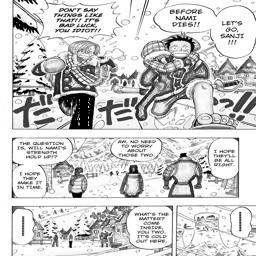 BEFORE
NAMI
DIES!!
LET'S
GO,
SANJI
!!!
DON'T SAY
THINGS LIKE
THAT!! IT'S
BAD LUCK,
YOU IDIOT!!
だ
だ
っ
!!
AW, NO NEED
TO WORRY
ABOUT
THOSE TWO.
I HOPE
THEY'LL
BE ALL
RIGHT.
THE QUESTION
IS, WILL NAMI'S
STRENGTH
HOLD UP!?
I HOPE
THEY MAKE
IT IN TIME.
WHAT'S THE
MATTER?
COME
INSIDE,
YOU TWO.
IT'S COLD
OUT HERE.